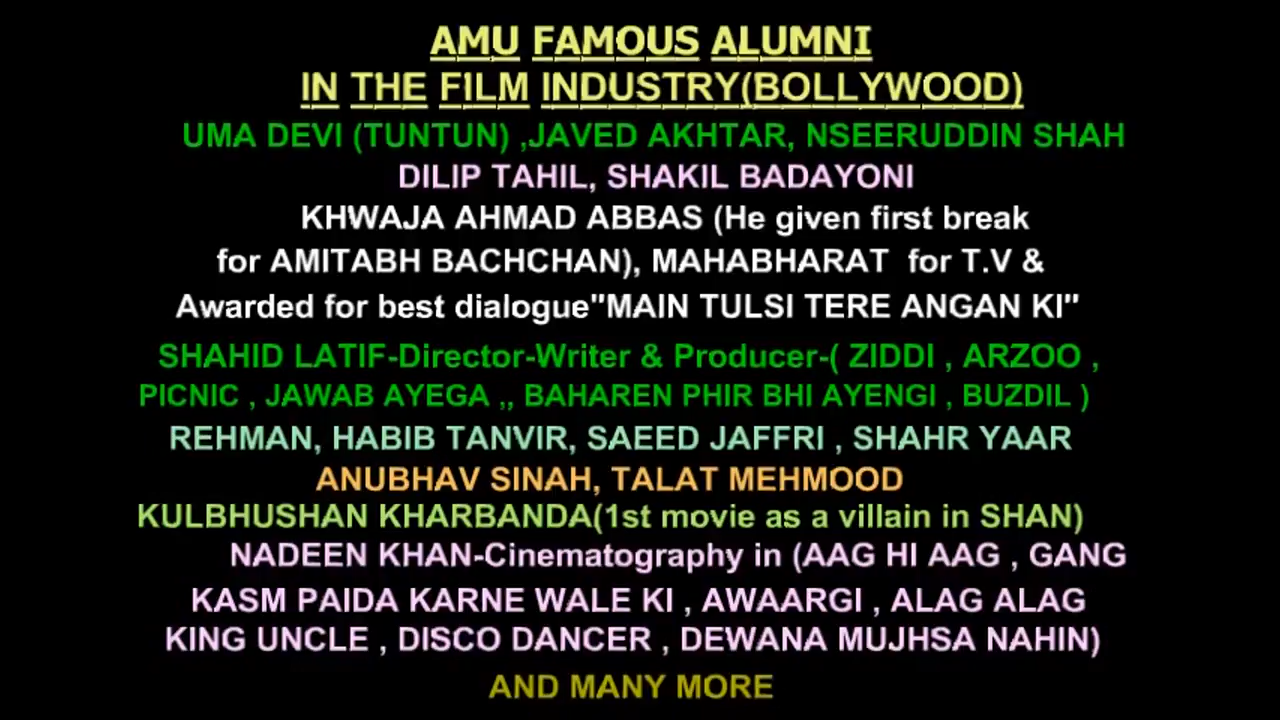 AMU FAMOUS ALUMNI
IN THE FILM INDUSTRY(BOLLYWOOD)
UMA DEVI (TUNTUN) ,JAVED AKHTAR, NSEERUDDIN SHAH
DILIP TAHIL, SHAKIL BADAYONI
KHWAJA AHMAD ABBAS (He given first break
for AMITABH BACHCHAN), MAHABHARAT for T.V &
Awarded for best dialogue"MAIN TULSI TERE ANGAN KI"
SHAHID LATIF-Director-Writer & Producer-( ZIDDI , ARZOO ,
PICNIC , JAWAB AYEGA ,, BAHAREN PHIR BHI AYENGI , BUZDIL )
REHMAN, HABIB TANVIR, SAEED JAFFRI , SHAHR YAAR
ANUBHAV SINAH, TALAT MEHMOOD
KULBHUSHAN KHARBANDA(1st movie as a villain in SHAN)
NADEEN KHAN-Cinematography in (AAG HI AAG , GANG
KASM PAIDA KARNE WALE KI , AWAARGI , ALAG ALAG
KING UNCLE , DISCO DANCER , DEWANA MUJHSA NAHIN)
AND MANY MORE